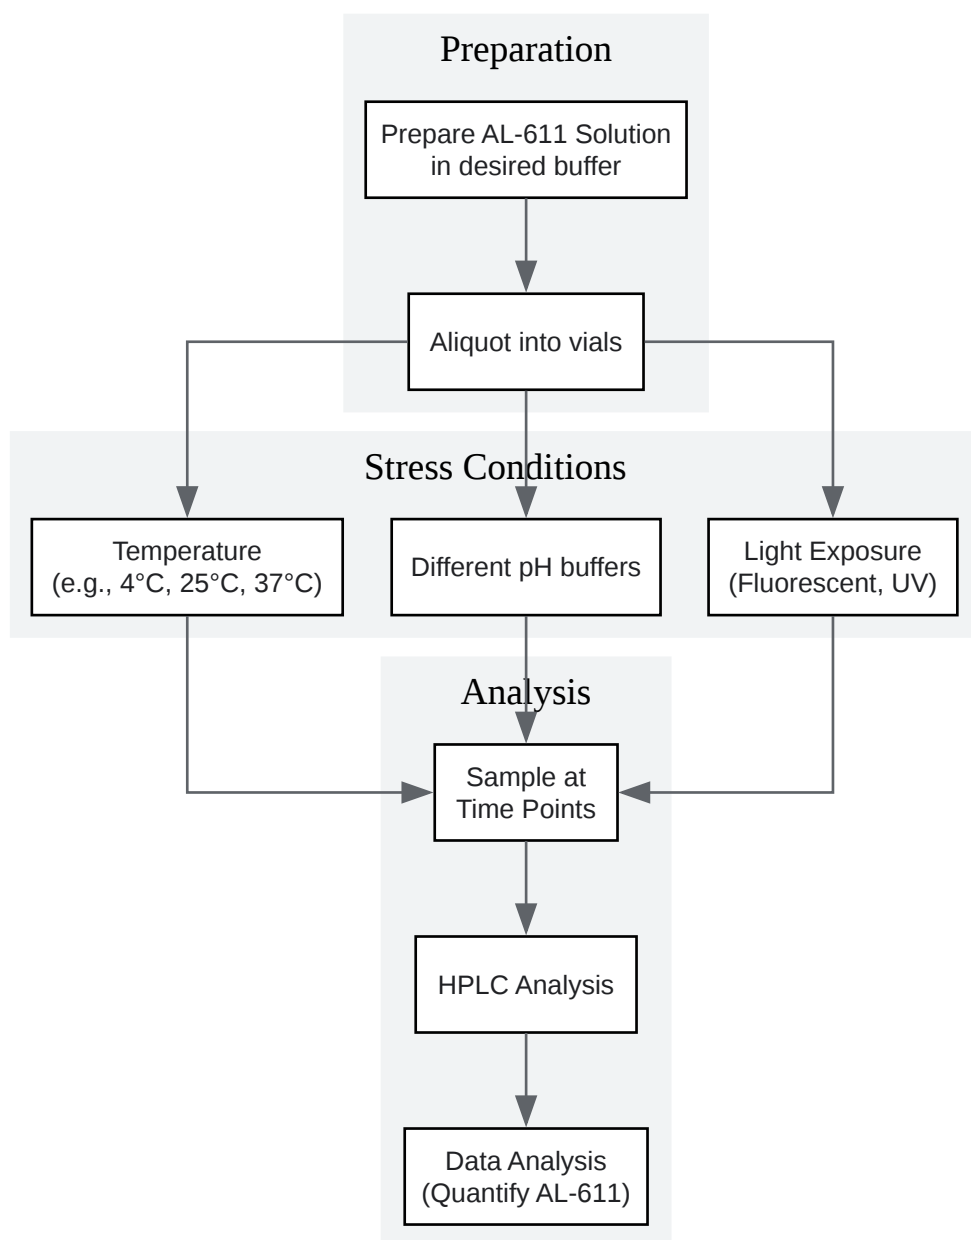 Preparation
Prepare AL-611 Solution
in desired buffer
Aliquot into vials
Stress Conditions
Temperature
(e.g., 4°C, 25°C, 37°C)
Different pH buffers
Light Exposure
(Fluorescent, UV)
Analysis
Sample at
Time Points
HPLC Analysis
Data Analysis
(Quantify AL-611)